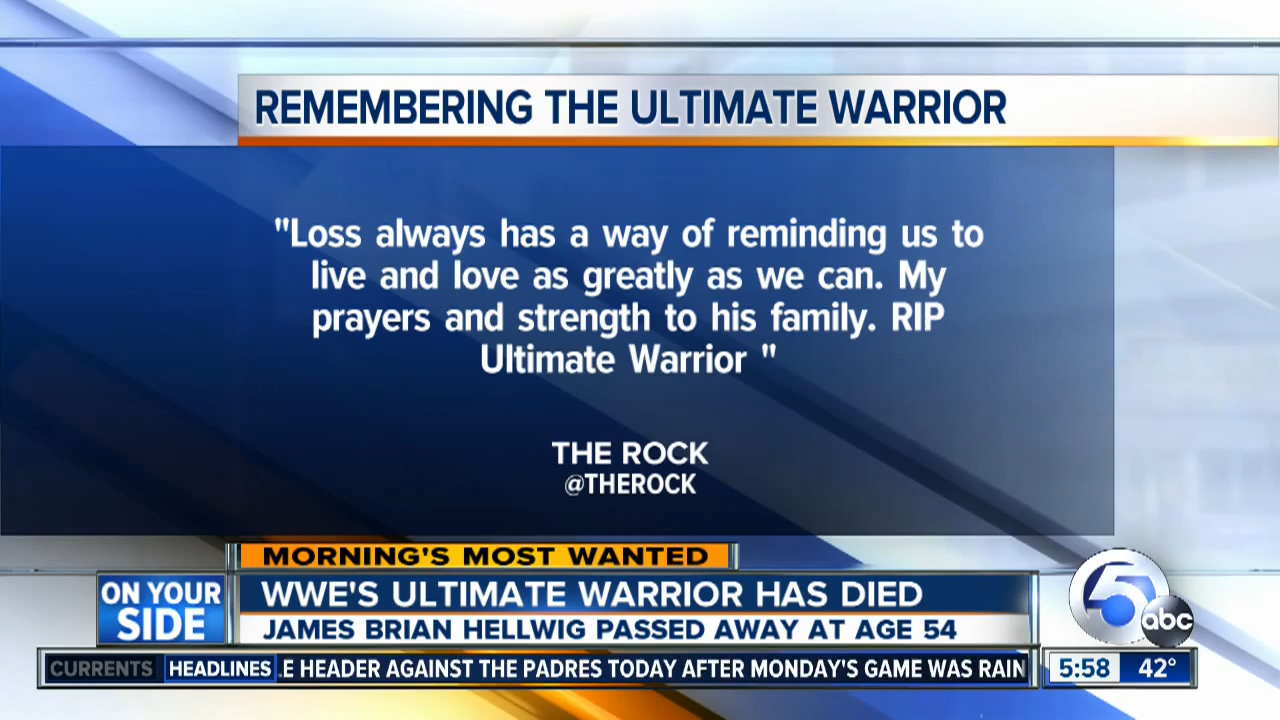 REMEMBERING THE ULTIMATE WARRIOR
"Loss always has a way of reminding us to
live and love as greatly as we can. My
prayers and strength to his family. RIP
Ultimate Warrior "
THE ROCK
@THEROCK
MORNING'S MOST WANTED
ON YOUR
SIDE
WWE'S ULTIMATE WARRIOR HAS DIED
JAMES BRIAN HELLWIG PASSED AWAY AT AGE 54
5
abc
CURRENTS HEADLINES E HEADER AGAINST THE PADRES TODAY AFTER MONDAY'S GAME WAS RAIN
5:58 42°